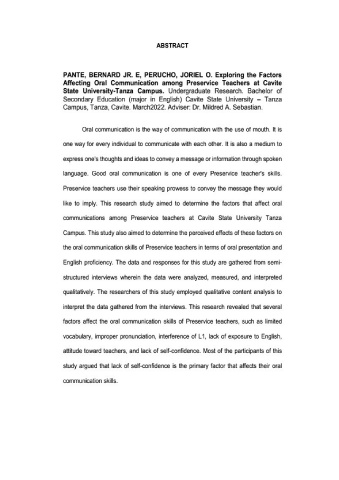 ABSTRACT
PANTE, BERNARD JR. E, PERUCHO, JORIEL O. Exploring the Factors
Affecting Oral Communication among Preservice Teachers at Cavite
State University-Tanza Campus. Undergraduate Research. Bachelor of
Secondary Education (major in English) Cavite State University – Tanza
Campus, Tanza, Cavite. March2022. Adviser: Dr. Mildred A. Sebastian.
Oral communication is the way of communication with the use of mouth. It is
one way for every individual to communicate with each other. It is also a medium to
express one's thoughts and ideas to convey a message or information through spoken
language. Good oral communication is one of every Preservice teacher's skills.
Preservice teachers use their speaking prowess to convey the message they would
like to imply. This research study aimed to determine the factors that affect oral
communications among Preservice teachers at Cavite State University Tanza
Campus. This study also aimed to determine the perceived effects of these factors on
the oral communication skills of Preservice teachers in terms of oral presentation and
English proficiency. The data and responses for this study are gathered from semi-
structured interviews wherein the data were analyzed, measured, and interpreted
qualitatively. The researchers of this study employed qualitative content analysis to
interpret the data gathered from the interviews. This research revealed that several
factors affect the oral communication skills of Preservice teachers, such as limited
vocabulary, improper pronunciation, interference of L1, lack of exposure to English,
attitude toward teachers, and lack of self-confidence. Most of the participants of this
study argued that lack of self-confidence is the primary factor that affects their oral
communication skills.